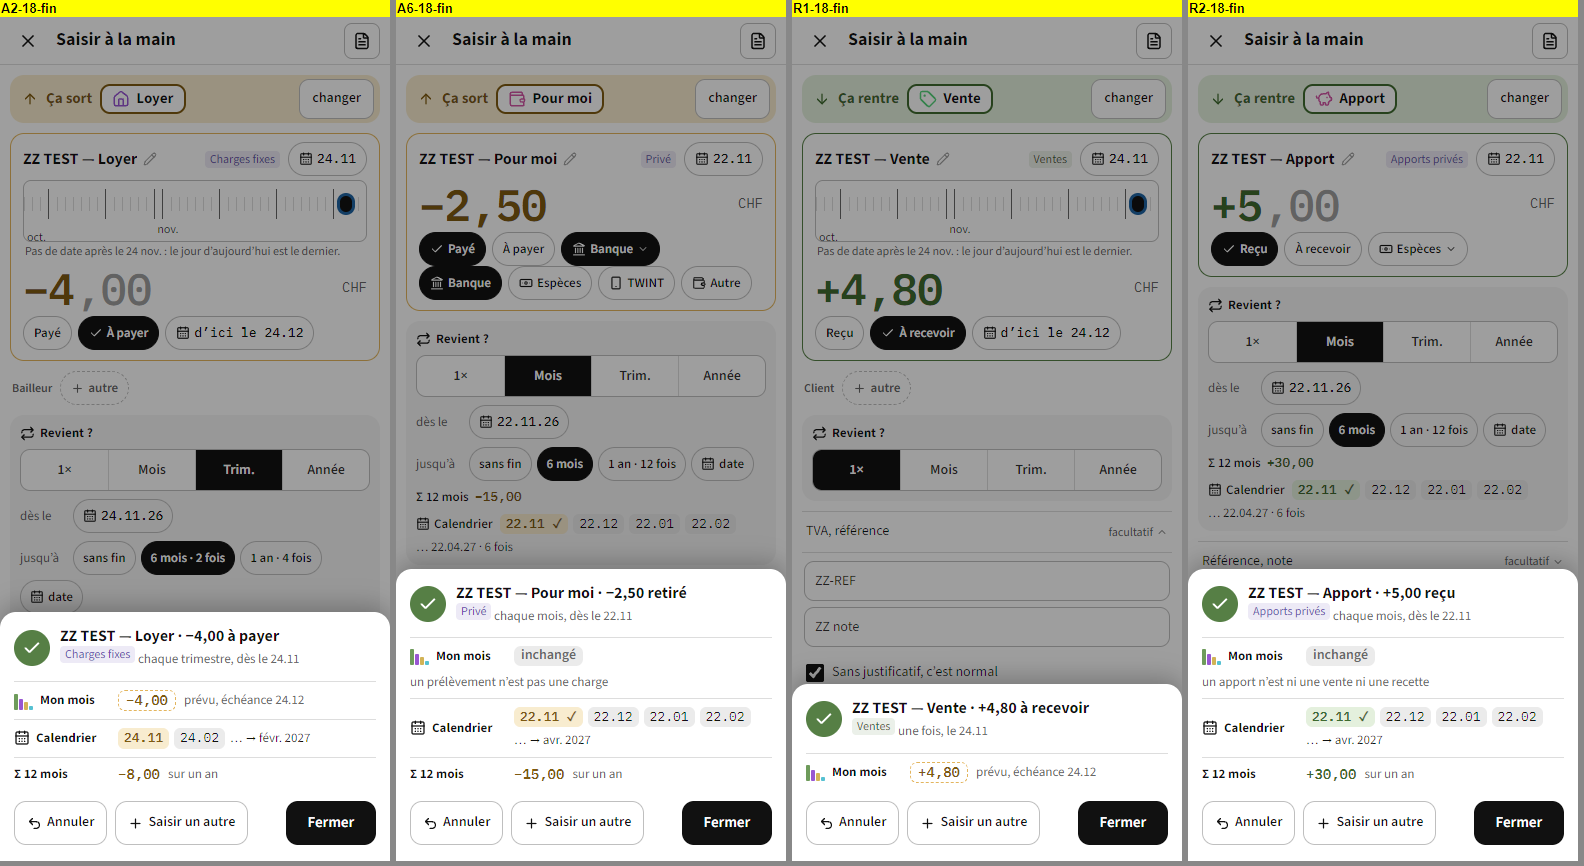 A2-18-fin
Saisir à la main
Ça sort Loyer changer
ZZ TEST — Loyer Charges fixes 24.11
oct. nov.
Pas de date après le 24 nov. : le jour d’aujourd’hui est le dernier.
−4,00 CHF
Payé À payer d’ici le 24.12
Bailleur + autre
Revient ?
1× Mois Trim. Année
dès le 24.11.26
jusqu’à sans fin 6 mois · 2 fois 1 an · 4 fois
date
ZZ TEST — Loyer · −4,00 à payer
Charges fixes chaque trimestre, dès le 24.11
Mon mois −4,00 prévu, échéance 24.12
Calendrier 24.11 24.02 … → févr. 2027
Σ 12 mois −8,00 sur un an
Annuler + Saisir un autre Fermer
A6-18-fin
Saisir à la main
Ça sort Pour moi changer
ZZ TEST — Pour moi Privé 22.11
−2,50 CHF
Payé À payer Banque
Banque Espèces TWINT Autre
Revient ?
1× Mois Trim. Année
dès le 22.11.26
jusqu’à sans fin 6 mois 1 an · 12 fois date
Σ 12 mois −15,00
Calendrier 22.11 ✓ 22.12 22.01 22.02
… 22.04.27 · 6 fois
ZZ TEST — Pour moi · −2,50 retiré
Privé chaque mois, dès le 22.11
Mon mois inchangé
un prélèvement n’est pas une charge
Calendrier 22.11 ✓ 22.12 22.01 22.02
… → avr. 2027
Σ 12 mois −15,00 sur un an
Annuler + Saisir un autre Fermer
R1-18-fin
Saisir à la main
Ça rentre Vente changer
ZZ TEST — Vente Ventes 24.11
oct. nov.
Pas de date après le 24 nov. : le jour d’aujourd’hui est le dernier.
+4,80 CHF
Reçu À recevoir d’ici le 24.12
Client + autre
Revient ?
1× Mois Trim. Année
TVA, référence facultatif
ZZ-REF
ZZ note
Sans justificatif, c’est normal
ZZ TEST — Vente · +4,80 à recevoir
Ventes une fois, le 24.11
Mon mois +4,80 prévu, échéance 24.12
Annuler + Saisir un autre Fermer
R2-18-fin
Saisir à la main
Ça rentre Apport changer
ZZ TEST — Apport Apports privés 22.11
+5,00 CHF
Reçu À recevoir Espèces
Revient ?
1× Mois Trim. Année
dès le 22.11.26
jusqu’à sans fin 6 mois 1 an · 12 fois date
Σ 12 mois +30,00
Calendrier 22.11 ✓ 22.12 22.01 22.02
… 22.04.27 · 6 fois
Référence, note facultatif
ZZ TEST — Apport · +5,00 reçu
Apports privés chaque mois, dès le 22.11
Mon mois inchangé
un apport n’est ni une vente ni une recette
Calendrier 22.11 ✓ 22.12 22.01 22.02
… → avr. 2027
Σ 12 mois +30,00 sur un an
Annuler + Saisir un autre Fermer